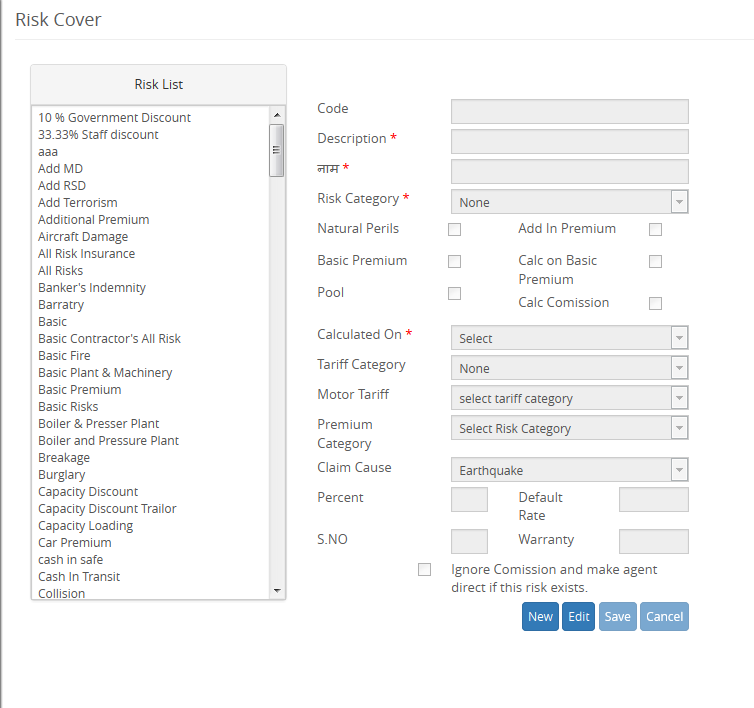 Risk Cover
Risk List
10 % Government Discount
33.33% Staff discount
aaa
Add MD
Add RSD
Add Terrorism
Additional Premium
Aircraft Damage
All Risk Insurance
All Risks
Banker's Indemnity
Barratry
Basic
Basic Contractor's All Risk
Basic Fire
Basic Plant & Machinery
Basic Premium
Basic Risks
Boiler & Presser Plant
Boiler and Pressure Plant
Breakage
Burglary
Capacity Discount
Capacity Discount Trailor
Capacity Loading
Car Premium
cash in safe
Cash In Transit
Collision
Code
Description *
नाम *
Risk Category * None
Natural Perils Add In Premium
Basic Premium Calc on Basic
Premium
Pool
Calc Comission
Calculated On * Select
Tariff Category None
Motor Tariff select tariff category
Premium Select Risk Category
Category
Claim Cause Earthquake
Percent Default
Rate
S.NO Warranty
Ignore Comission and make agent
direct if this risk exists.
New Edit Save Cancel